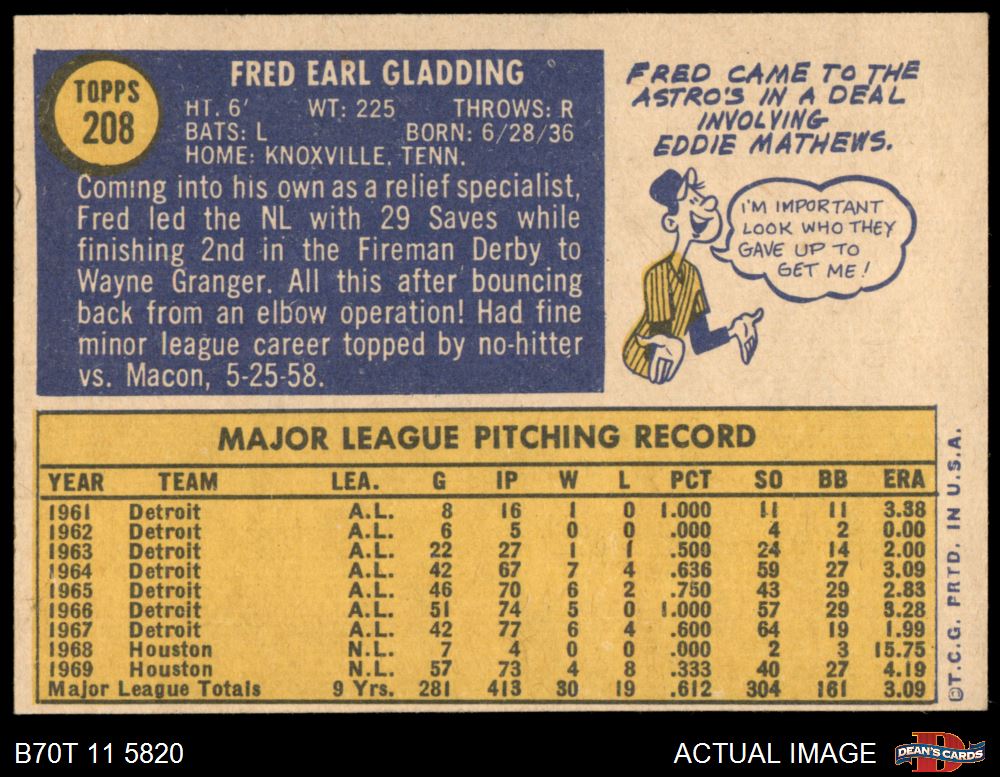 TOPPS
208
FRED EARL GLADDING
HT. 6' WT: 225 THROWS: R
BATS: L BORN: 6/28/36
HOME: KNOXVILLE, TENN.
Coming into his own as a relief specialist,
Fred led the NL with 29 Saves while
finishing 2nd in the Fireman Derby to
Wayne Granger. All this after bouncing
back from an elbow operation! Had fine
minor league career topped by no-hitter
vs. Macon, 5-25-58.
FRED CAME TO THE
ASTRO'S IN A DEAL
INVOLVING
EDDIE MATHEWS.
I'M IMPORTANT
LOOK WHO THEY
GAVE UP TO
GET ME!
MAJOR LEAGUE PITCHING RECORD
YEAR TEAM LEA. G IP W L PCT SO BB ERA
1961 Detroit A.L. 8 16 1 0 1.000 11 11 3.38
1962 Detroit A.L. 6 5 0 0 .000 4 2 0.00
1963 Detroit A.L. 22 27 1 1 .500 24 14 2.00
1964 Detroit A.L. 42 67 7 4 .636 59 27 3.09
1965 Detroit A.L. 46 70 6 2 .750 43 29 2.83
1966 Detroit A.L. 51 74 5 0 1.000 57 29 3.28
1967 Detroit A.L. 42 77 6 4 .600 64 19 1.99
1968 Houston N.L. 7 4 0 0 .000 2 3 15.75
1969 Houston N.L. 57 73 4 8 .333 40 27 4.19
Major League Totals 9 Yrs. 281 413 30 19 .612 304 161 3.09
©T.C.G. PRTD. IN U.S.A.
B70T 11 5820
ACTUAL IMAGE
D
DEAN'S CARDS